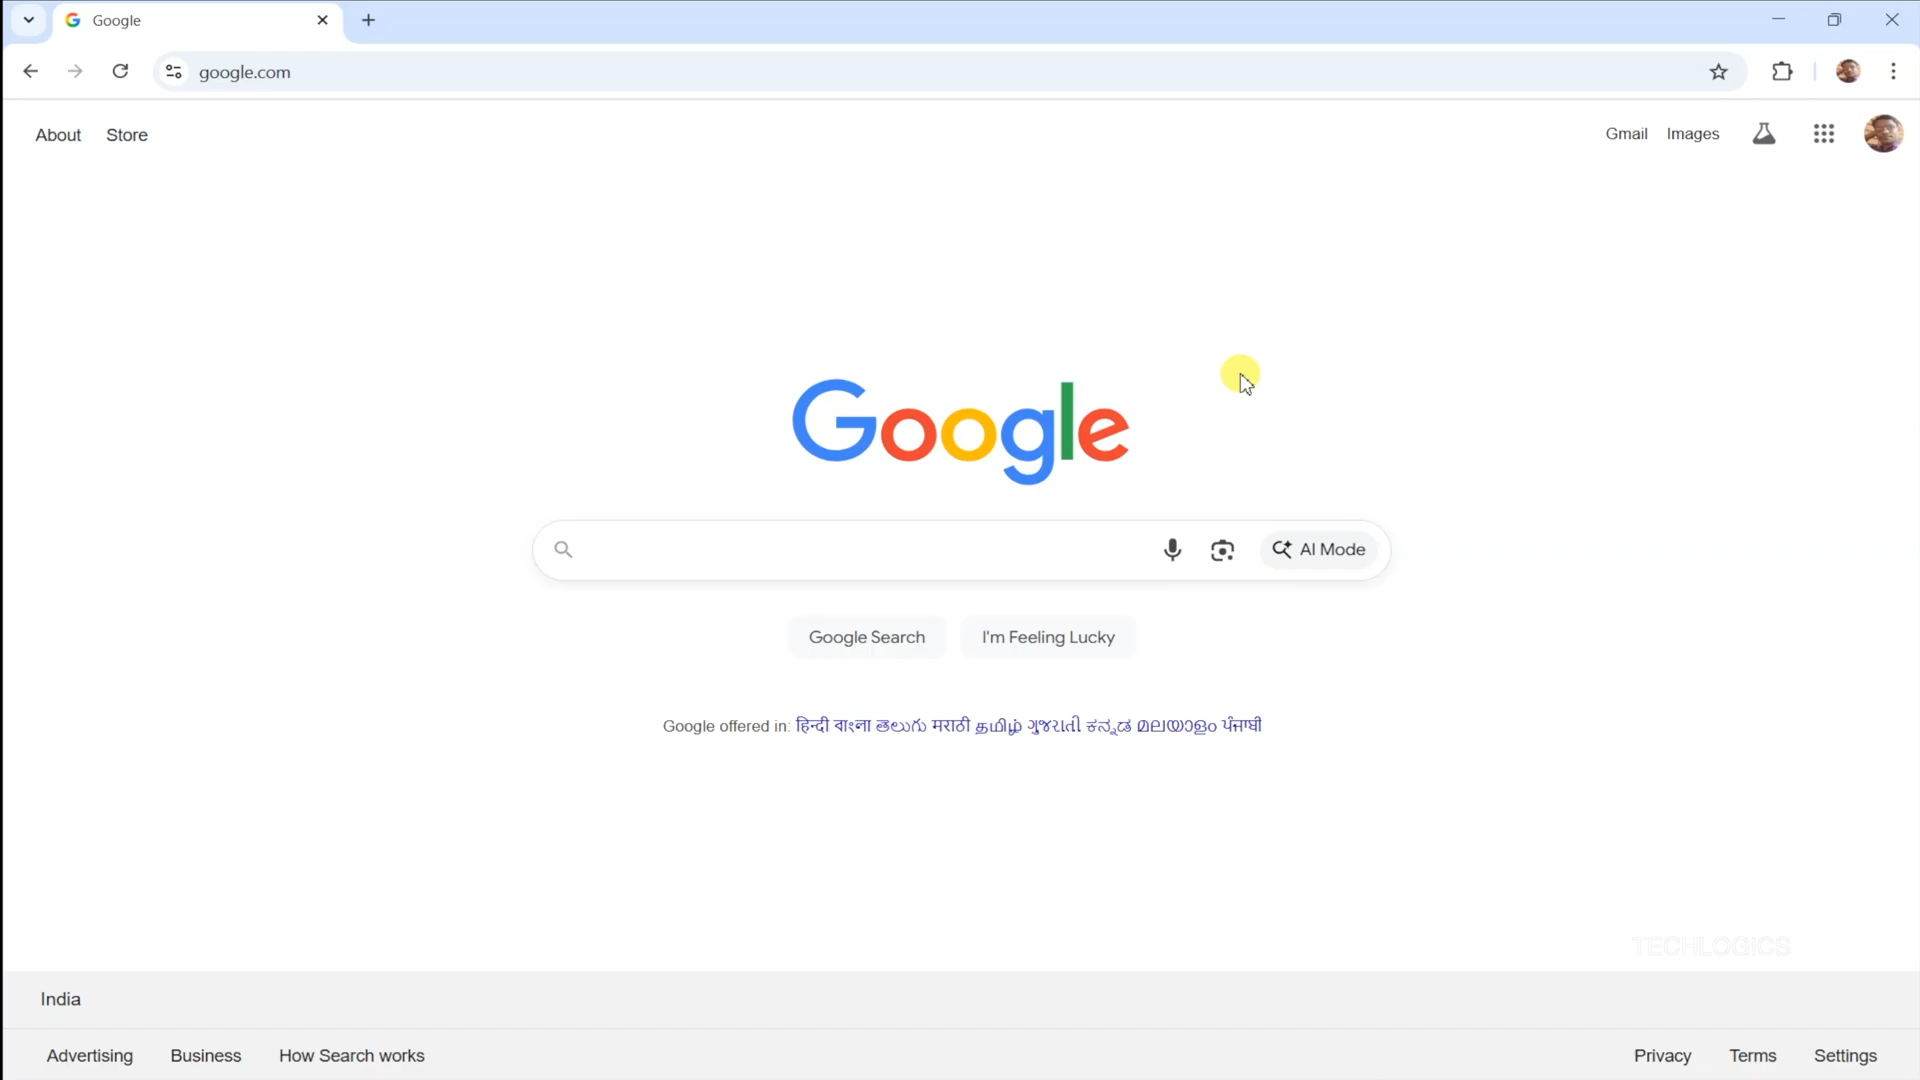 Google
google.com
About Store
Gmail Images
Google
AI Mode
Google Search I'm Feeling Lucky
Google offered in: हिन्दी বাংলা తెలుగు मराठी தமிழ் ગુજરાતી ಕನ್ನಡ മലയാളം ਪੰਜਾਬੀ
TECHLOGICS
India
Advertising Business How Search works
Privacy Terms Settings